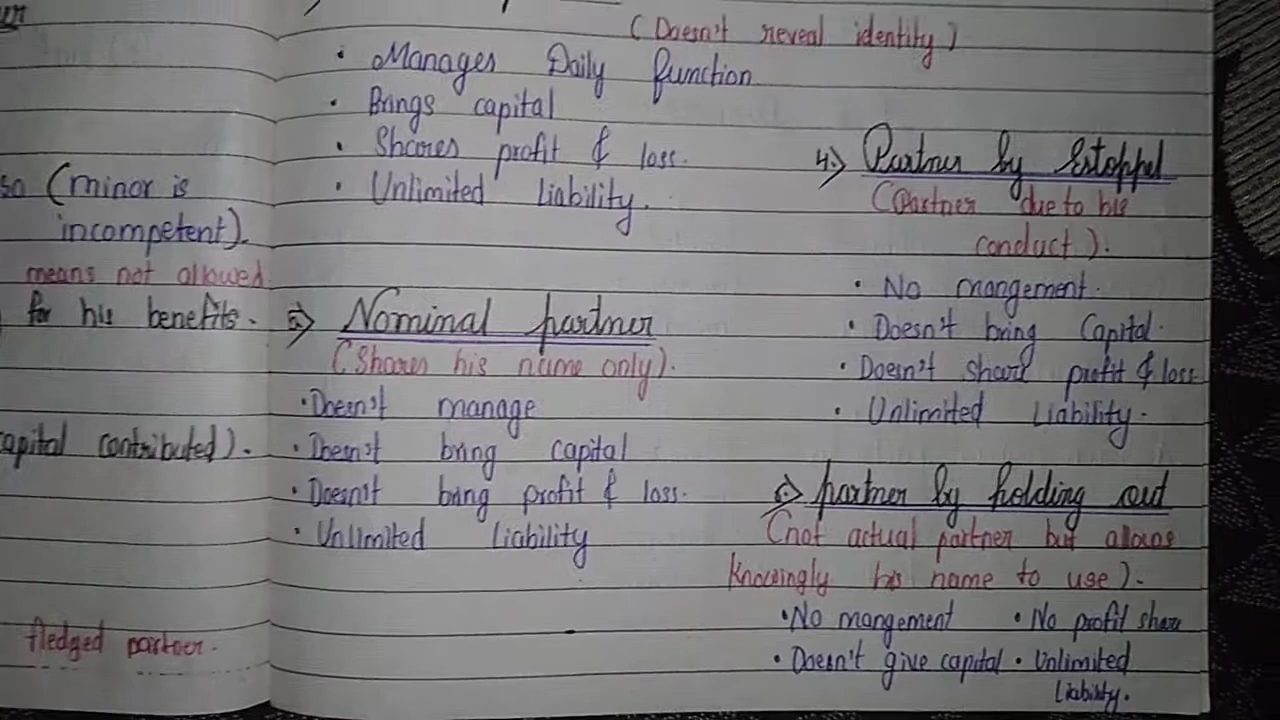 so (minor is
incompetent).
means not allowed.
for his benefits.
capital contributed).
fledged partner.
(Doesn't reveal identity)
• Manages Daily function
• Brings capital
• Shares profit & loss.
• Unlimited Liability.
Nominal partner
(Shares his name only).
• Doesn't manage
• Doesn't bring capital
• Doesn't bring profit & loss.
• Unlimited Liability
4.) Partner by Estoppel
(Partner due to his
conduct).
• No mangement.
• Doesn't bring Capital.
• Doesn't share profit & loss
• Unlimited Liability.
partner by holding out
(not actual partner but allows
knowingly his name to use).
• No mangement • No profit share
• Doesn't give capital • Unlimited
Liability.